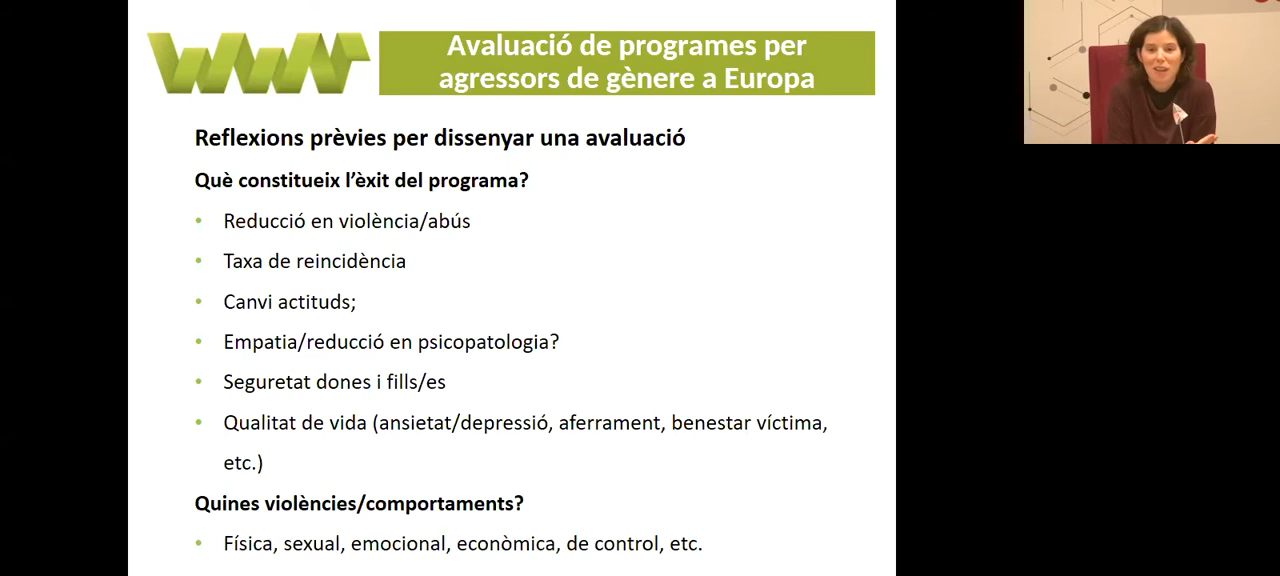 WWP
Avaluació de programes per
agressors de gènere a Europa
Reflexions prèvies per dissenyar una avaluació
Què constitueix l'èxit del programa?
• Reducció en violència/abús
• Taxa de reincidència
• Canvi actituds;
• Empatia/reducció en psicopatologia?
• Seguretat dones i fills/es
• Qualitat de vida (ansietat/depressió, aferrament, benestar víctima,
etc.)
Quines violències/comportaments?
• Física, sexual, emocional, econòmica, de control, etc.